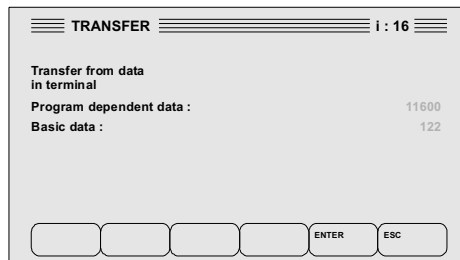 TRANSFER i : 16
Transfer from data
in terminal
Program dependent data : 11600
Basic data : 122
ENTER ESC